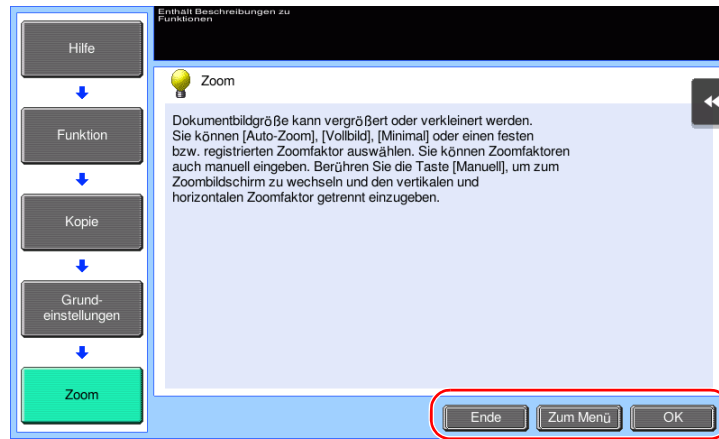 Enthält Beschreibungen zu
Funktionen
Hilfe
Funktion
Kopie
Grund-
einstellungen
Zoom
Zoom
Dokumentbildgröße kann vergrößert oder verkleinert werden.
Sie können [Auto-Zoom], [Vollbild], [Minimal] oder einen festen
bzw. registrierten Zoomfaktor auswählen. Sie können Zoomfaktoren
auch manuell eingeben. Berühren Sie die Taste [Manuell], um zum
Zoombildschirm zu wechseln und den vertikalen und
horizontalen Zoomfaktor getrennt einzugeben.
Ende
Zum Menü
OK